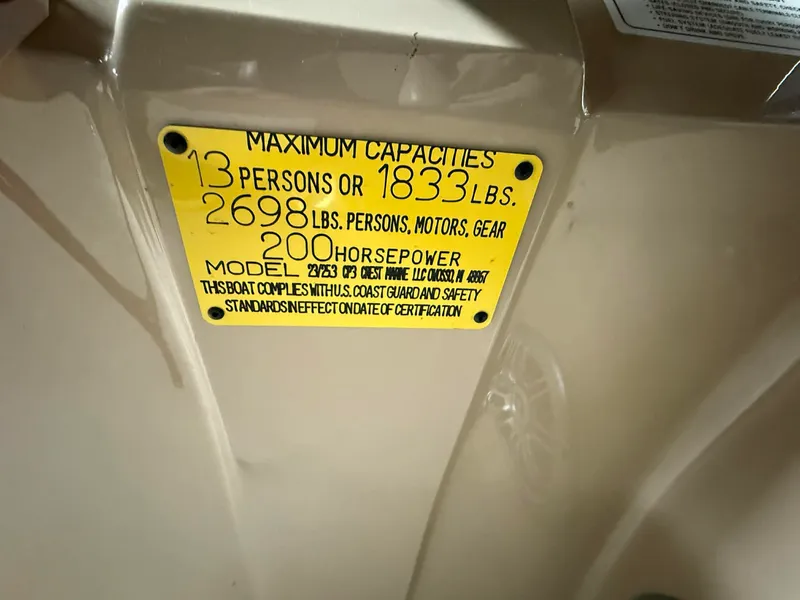 MAXIMUM CAPACITIES
13 PERSONS OR 1833 LBS.
2698 LBS. PERSONS, MOTORS, GEAR
200 HORSEPOWER
MODEL 23/25.3 CP3 CREST MARINE LLC OWOSSO, MI 48867
THIS BOAT COMPLIES WITH U.S. COAST GUARD AND SAFETY
STANDARDS IN EFFECT ON DATE OF CERTIFICATION